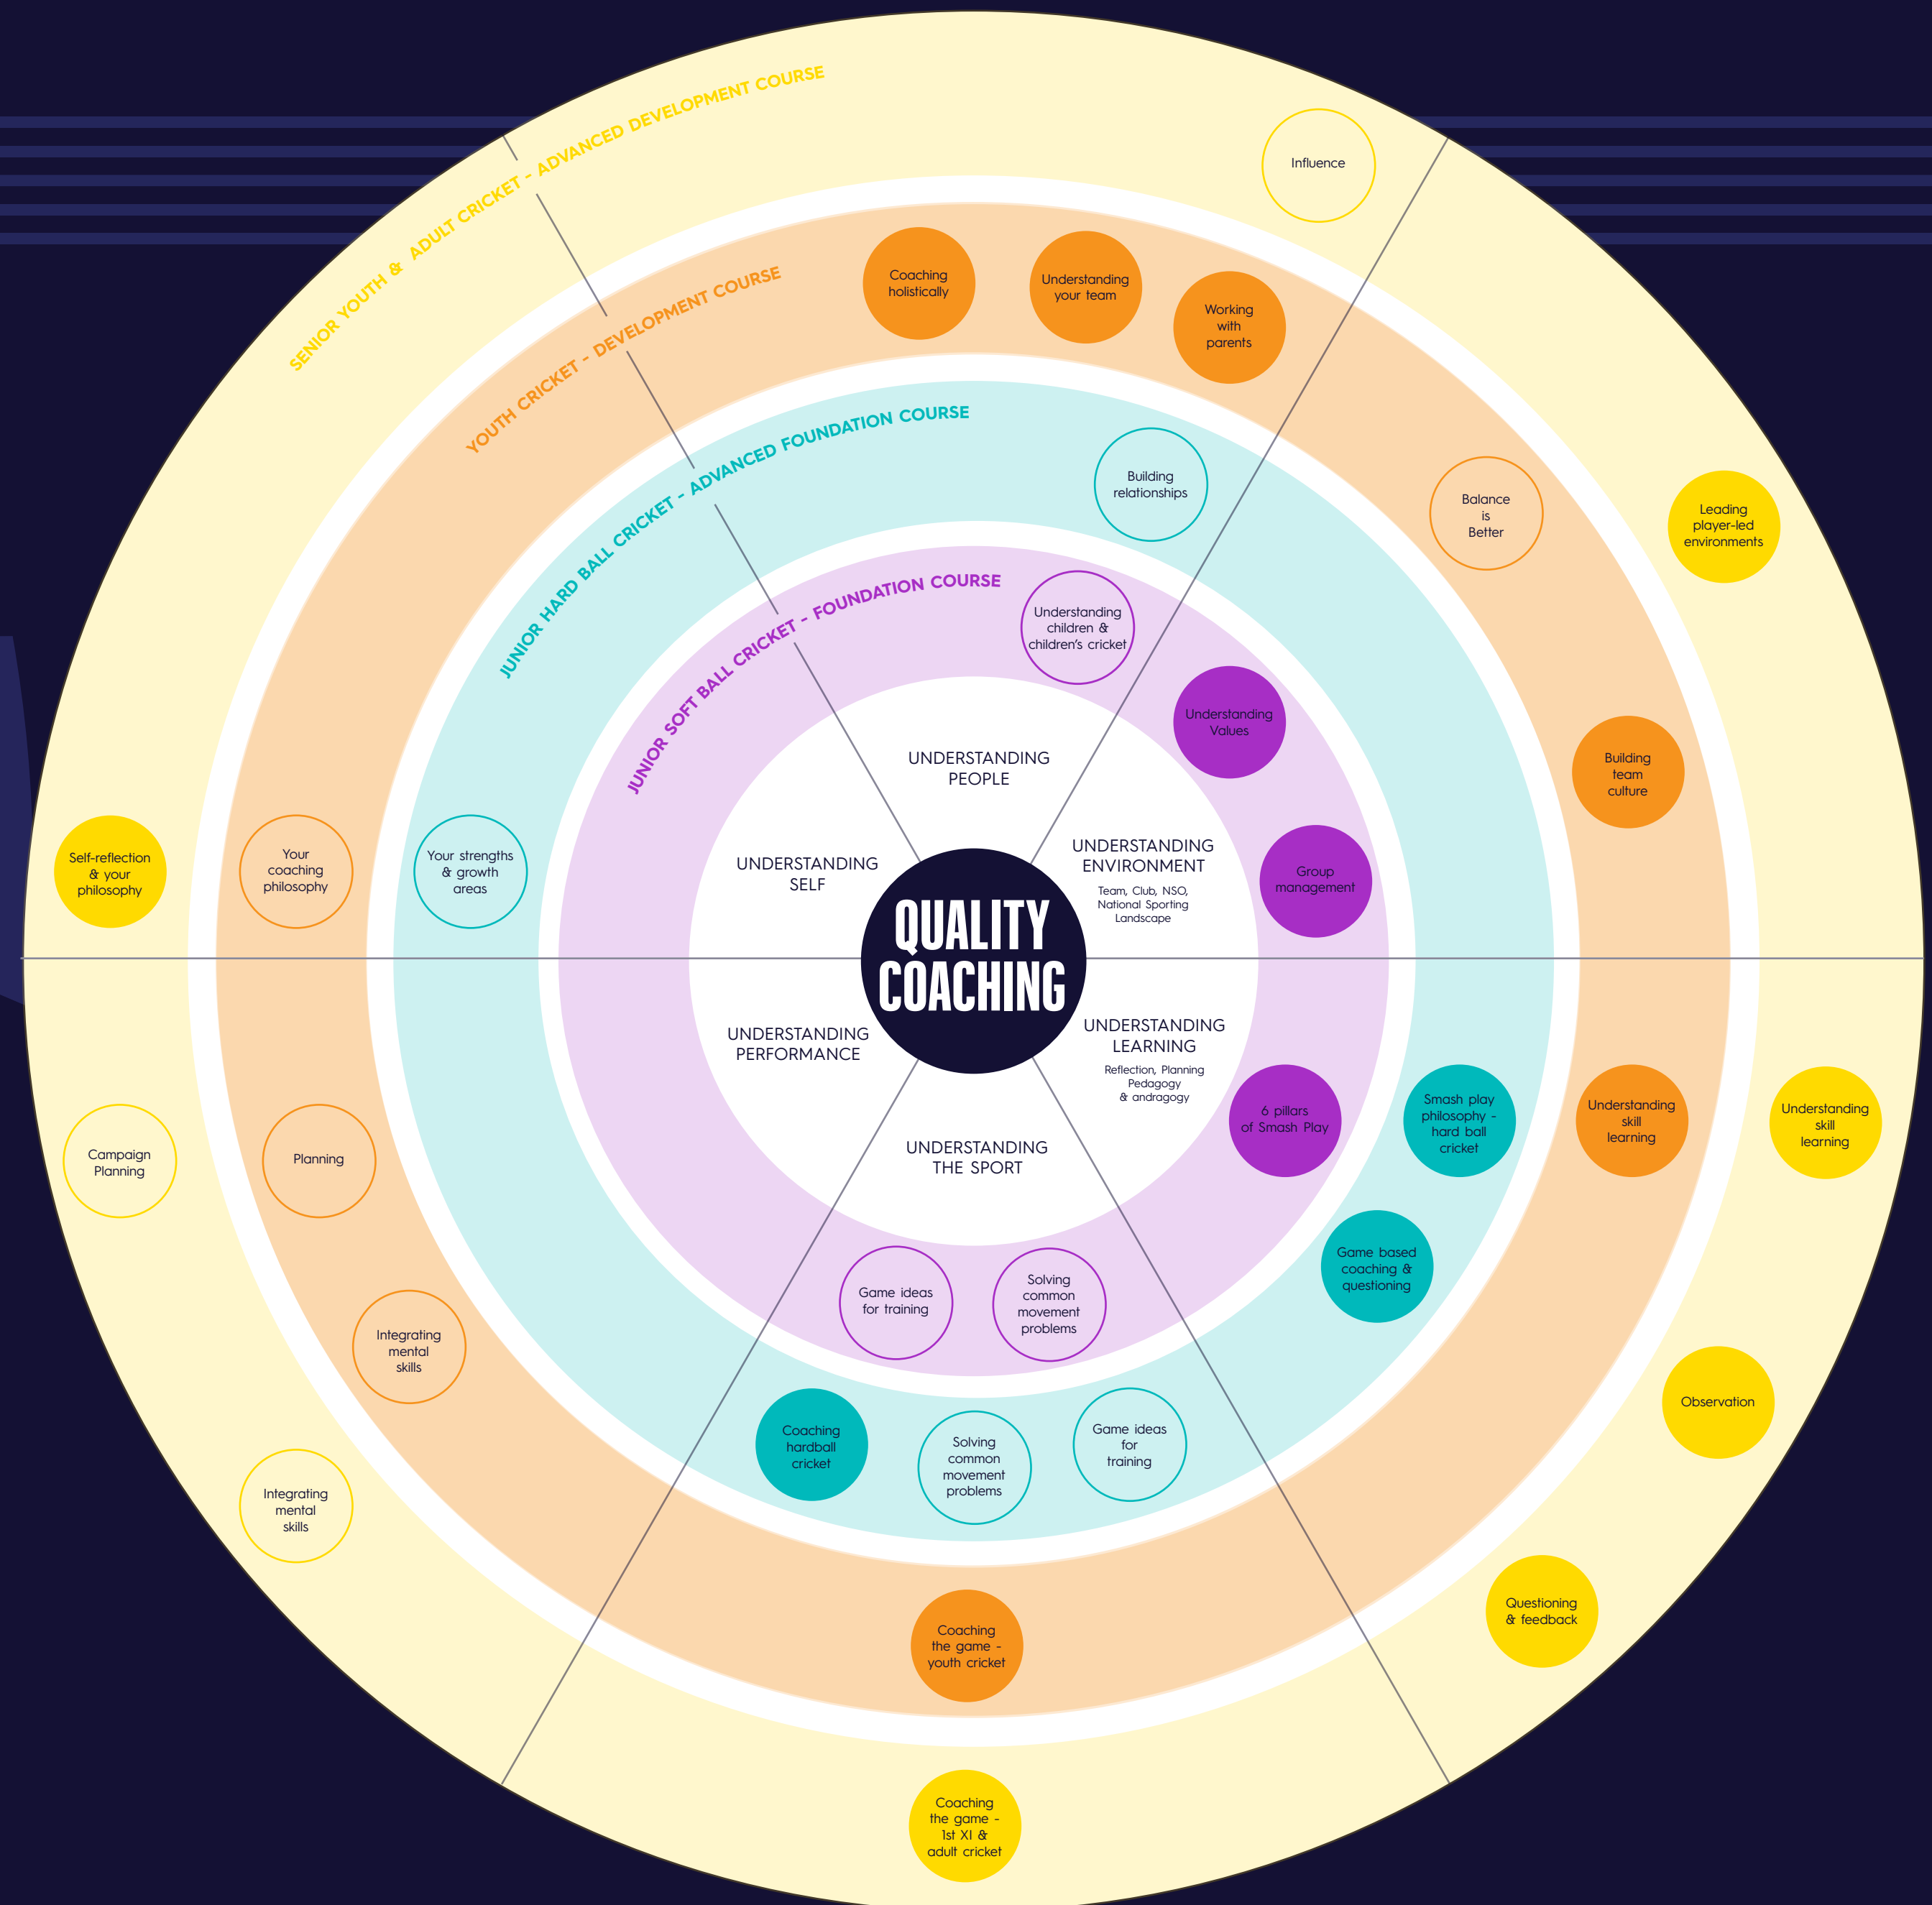 SENIOR YOUTH & ADULT CRICKET - ADVANCED DEVELOPMENT COURSE
Influence
YOUTH CRICKET - DEVELOPMENT COURSE
Coaching
holistically
Understanding
your team
Working
with
parents
JUNIOR HARD BALL CRICKET - ADVANCED FOUNDATION COURSE
Building
relationships
Balance
is
Better
Leading
player-led
environments
JUNIOR SOFT BALL CRICKET - FOUNDATION COURSE
Understanding
children &
children's cricket
Understanding
Values
Building
team
culture
UNDERSTANDING
PEOPLE
UNDERSTANDING
SELF
UNDERSTANDING
ENVIRONMENT
Team, Club, NSO,
National Sporting
Landscape
Group
management
Self-reflection
& your
philosophy
Your
coaching
philosophy
Your strengths
& growth
areas
QUALITY
COACHING
UNDERSTANDING
PERFORMANCE
UNDERSTANDING
LEARNING
Reflection, Planning
Pedagogy
& andragogy
UNDERSTANDING
THE SPORT
6 pillars
of Smash Play
Smash play
philosophy -
hard ball
cricket
Understanding
skill
learning
Understanding
skill
learning
Campaign
Planning
Planning
Game based
coaching &
questioning
Game ideas
for training
Solving
common
movement
problems
Integrating
mental
skills
Observation
Coaching
hardball
cricket
Solving
common
movement
problems
Game ideas
for
training
Integrating
mental
skills
Questioning
& feedback
Coaching
the game -
youth cricket
Coaching
the game -
1st XI &
adult cricket